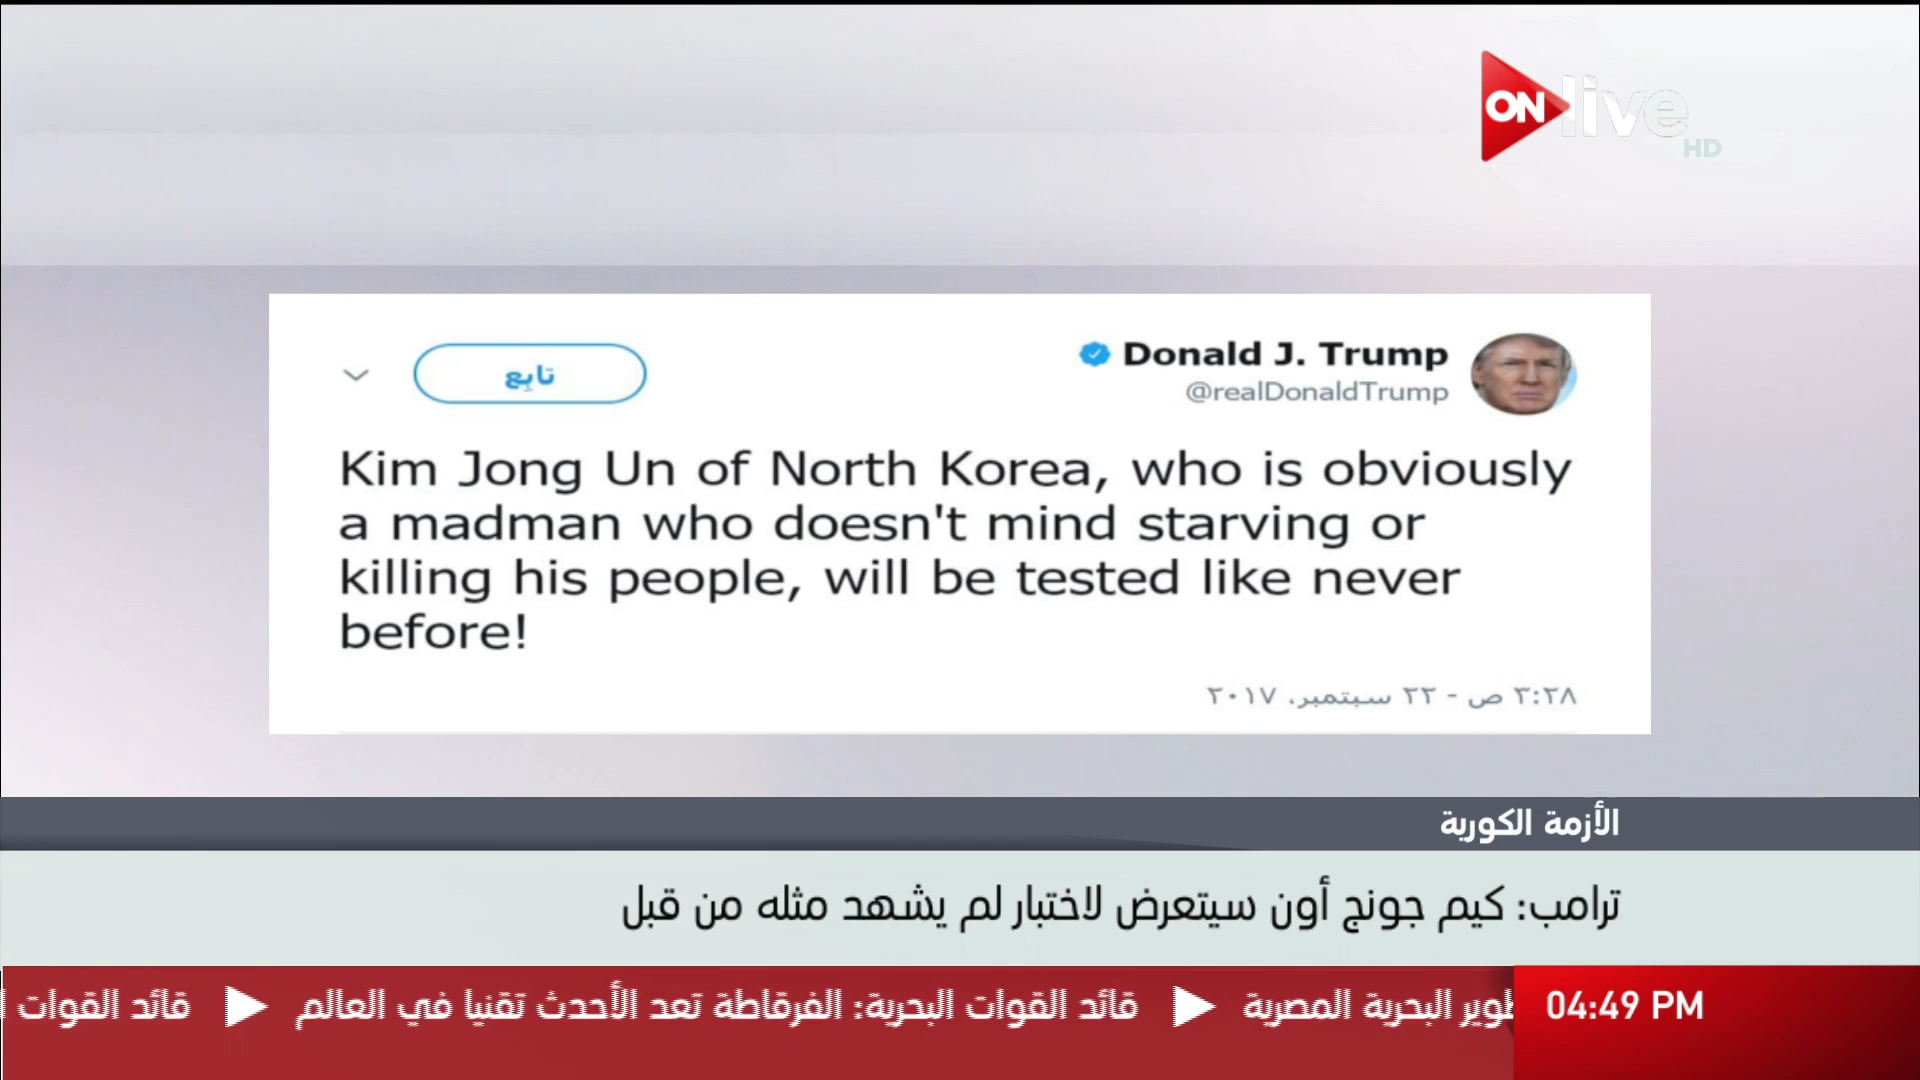 ON live
HD
Donald J. Trump
@realDonaldTrump
تابِع
Kim Jong Un of North Korea, who is obviously
a madman who doesn't mind starving or
killing his people, will be tested like never
before!
٣:٢٨ ص - ٢٢ سبتمبر، ٢٠١٧
الأزمة الكورية
ترامب: كيم جونج أون سيتعرض لاختبار لم يشهد مثله من قبل
طوير البحرية المصرية ◀ قائد القوات البحرية: الفرقاطة تعد الأحدث تقنيا في العالم ◀ قائد القوات ا
04:49 PM